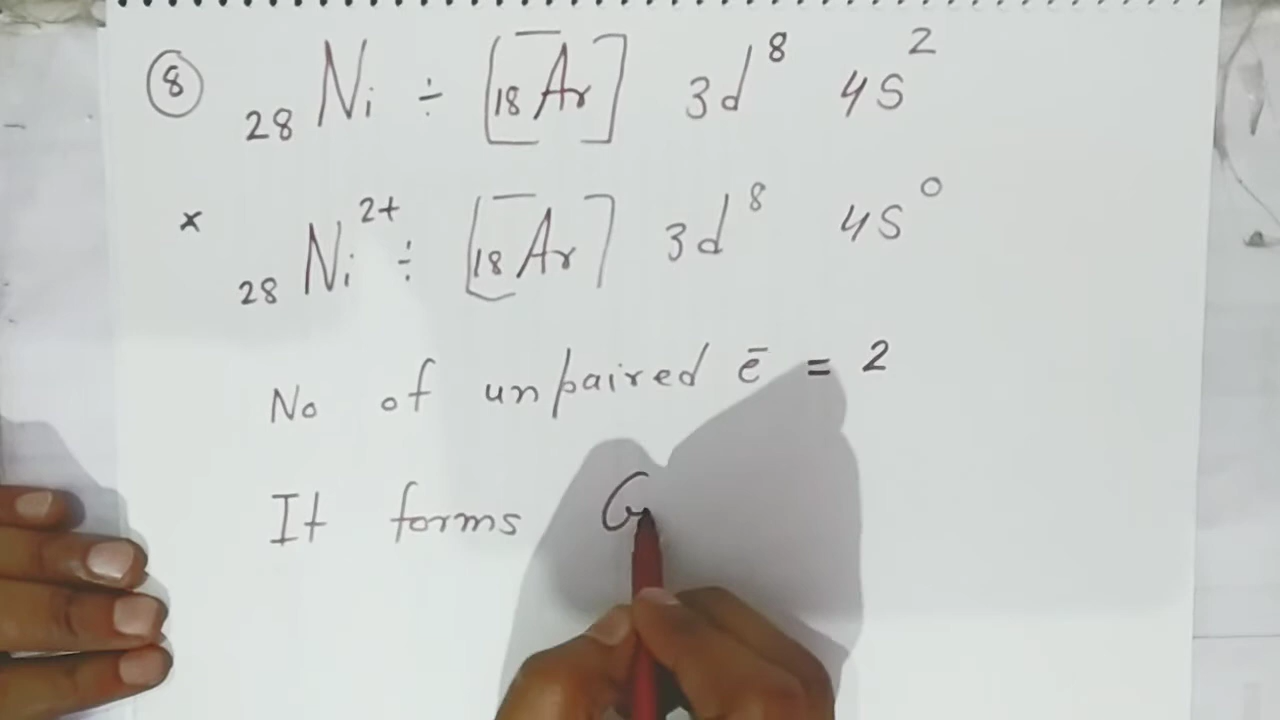 ⑧ 28Ni ÷ [18Ar] 3d⁸ 4s²
× 28Ni²⁺ ÷ [18Ar] 3d⁸ 4s⁰
No of unpaired ē = 2
It forms G